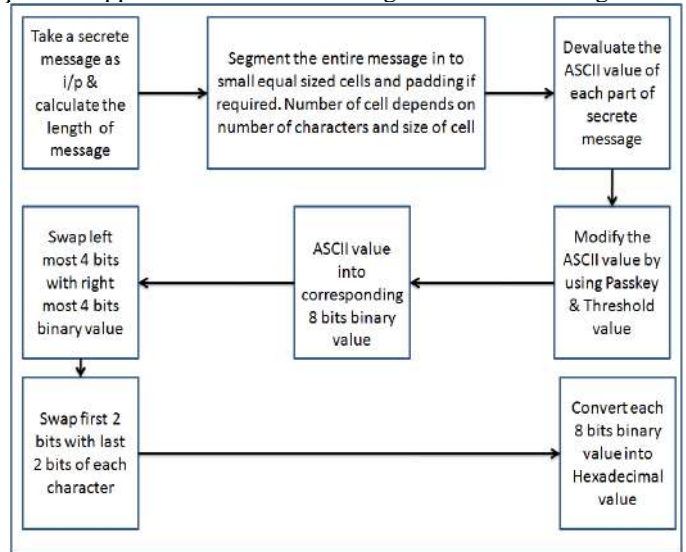 Take a secrete
message as
i/p &
calculate the
length of
message
Segment the entire message in to
small equal sized cells and padding if
required. Number of cell depends on
number of characters and size of cell
Devaluate the
ASCII value of
each part of
secrete
message
Modify the
ASCII value by
using Passkey
& Threshold
value
ASCII value
into
corresponding
8 bits binary
value
Swap left
most 4 bits
with right
most 4 bits
binary value
Swap first 2
bits with last
2 bits of each
character
Convert each
8 bits binary
value into
Hexadecimal
value